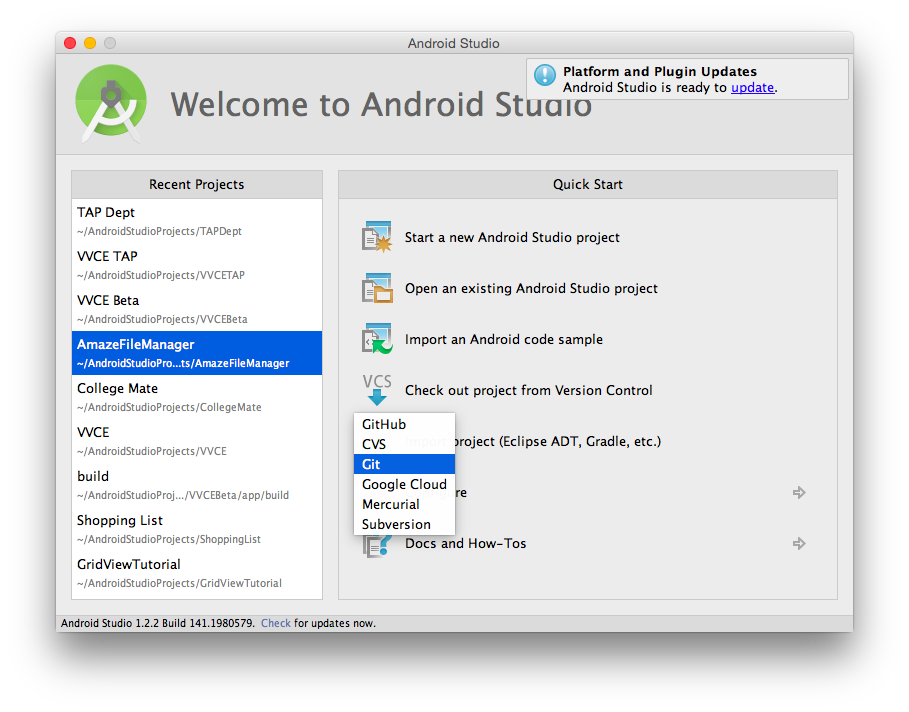 Android Studio
Platform and Plugin Updates
Android Studio is ready to update.
Welcome to Android Studio
Recent Projects
TAP Dept
~/AndroidStudioProjects/TAPDept
VVCE TAP
~/AndroidStudioProjects/VVCETAP
VVCE Beta
~/AndroidStudioProjects/VVCEBeta
AmazeFileManager
~/AndroidStudioPro...ts/AmazeFileManager
College Mate
~/AndroidStudioProjects/CollegeMate
VVCE
~/AndroidStudioProjects/VVCE
build
~/AndroidStudioProj.../VVCEBeta/app/build
Shopping List
~/AndroidStudioProjects/ShoppingList
GridViewTutorial
~/AndroidStudioProjects/GridViewTutorial
Quick Start
Start a new Android Studio project
Open an existing Android Studio project
Import an Android code sample
VCS
Check out project from Version Control
GitHub
CVS
Git
Google Cloud
Mercurial
Subversion
project (Eclipse ADT, Gradle, etc.)
Docs and How-Tos
Android Studio 1.2.2 Build 141.1980579. Check for updates now.